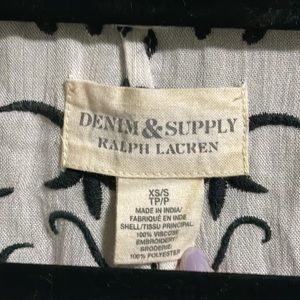 DENIM & SUPPLY
RALPH LAUREN
XS/S
TP/P
MADE IN INDIA/
FABRIQUÉ EN INDE
SHELL/TISSU PRINCIPAL:
100% VISCOSE
EMBROIDERY/
BRODERIE:
100% POLYESTER